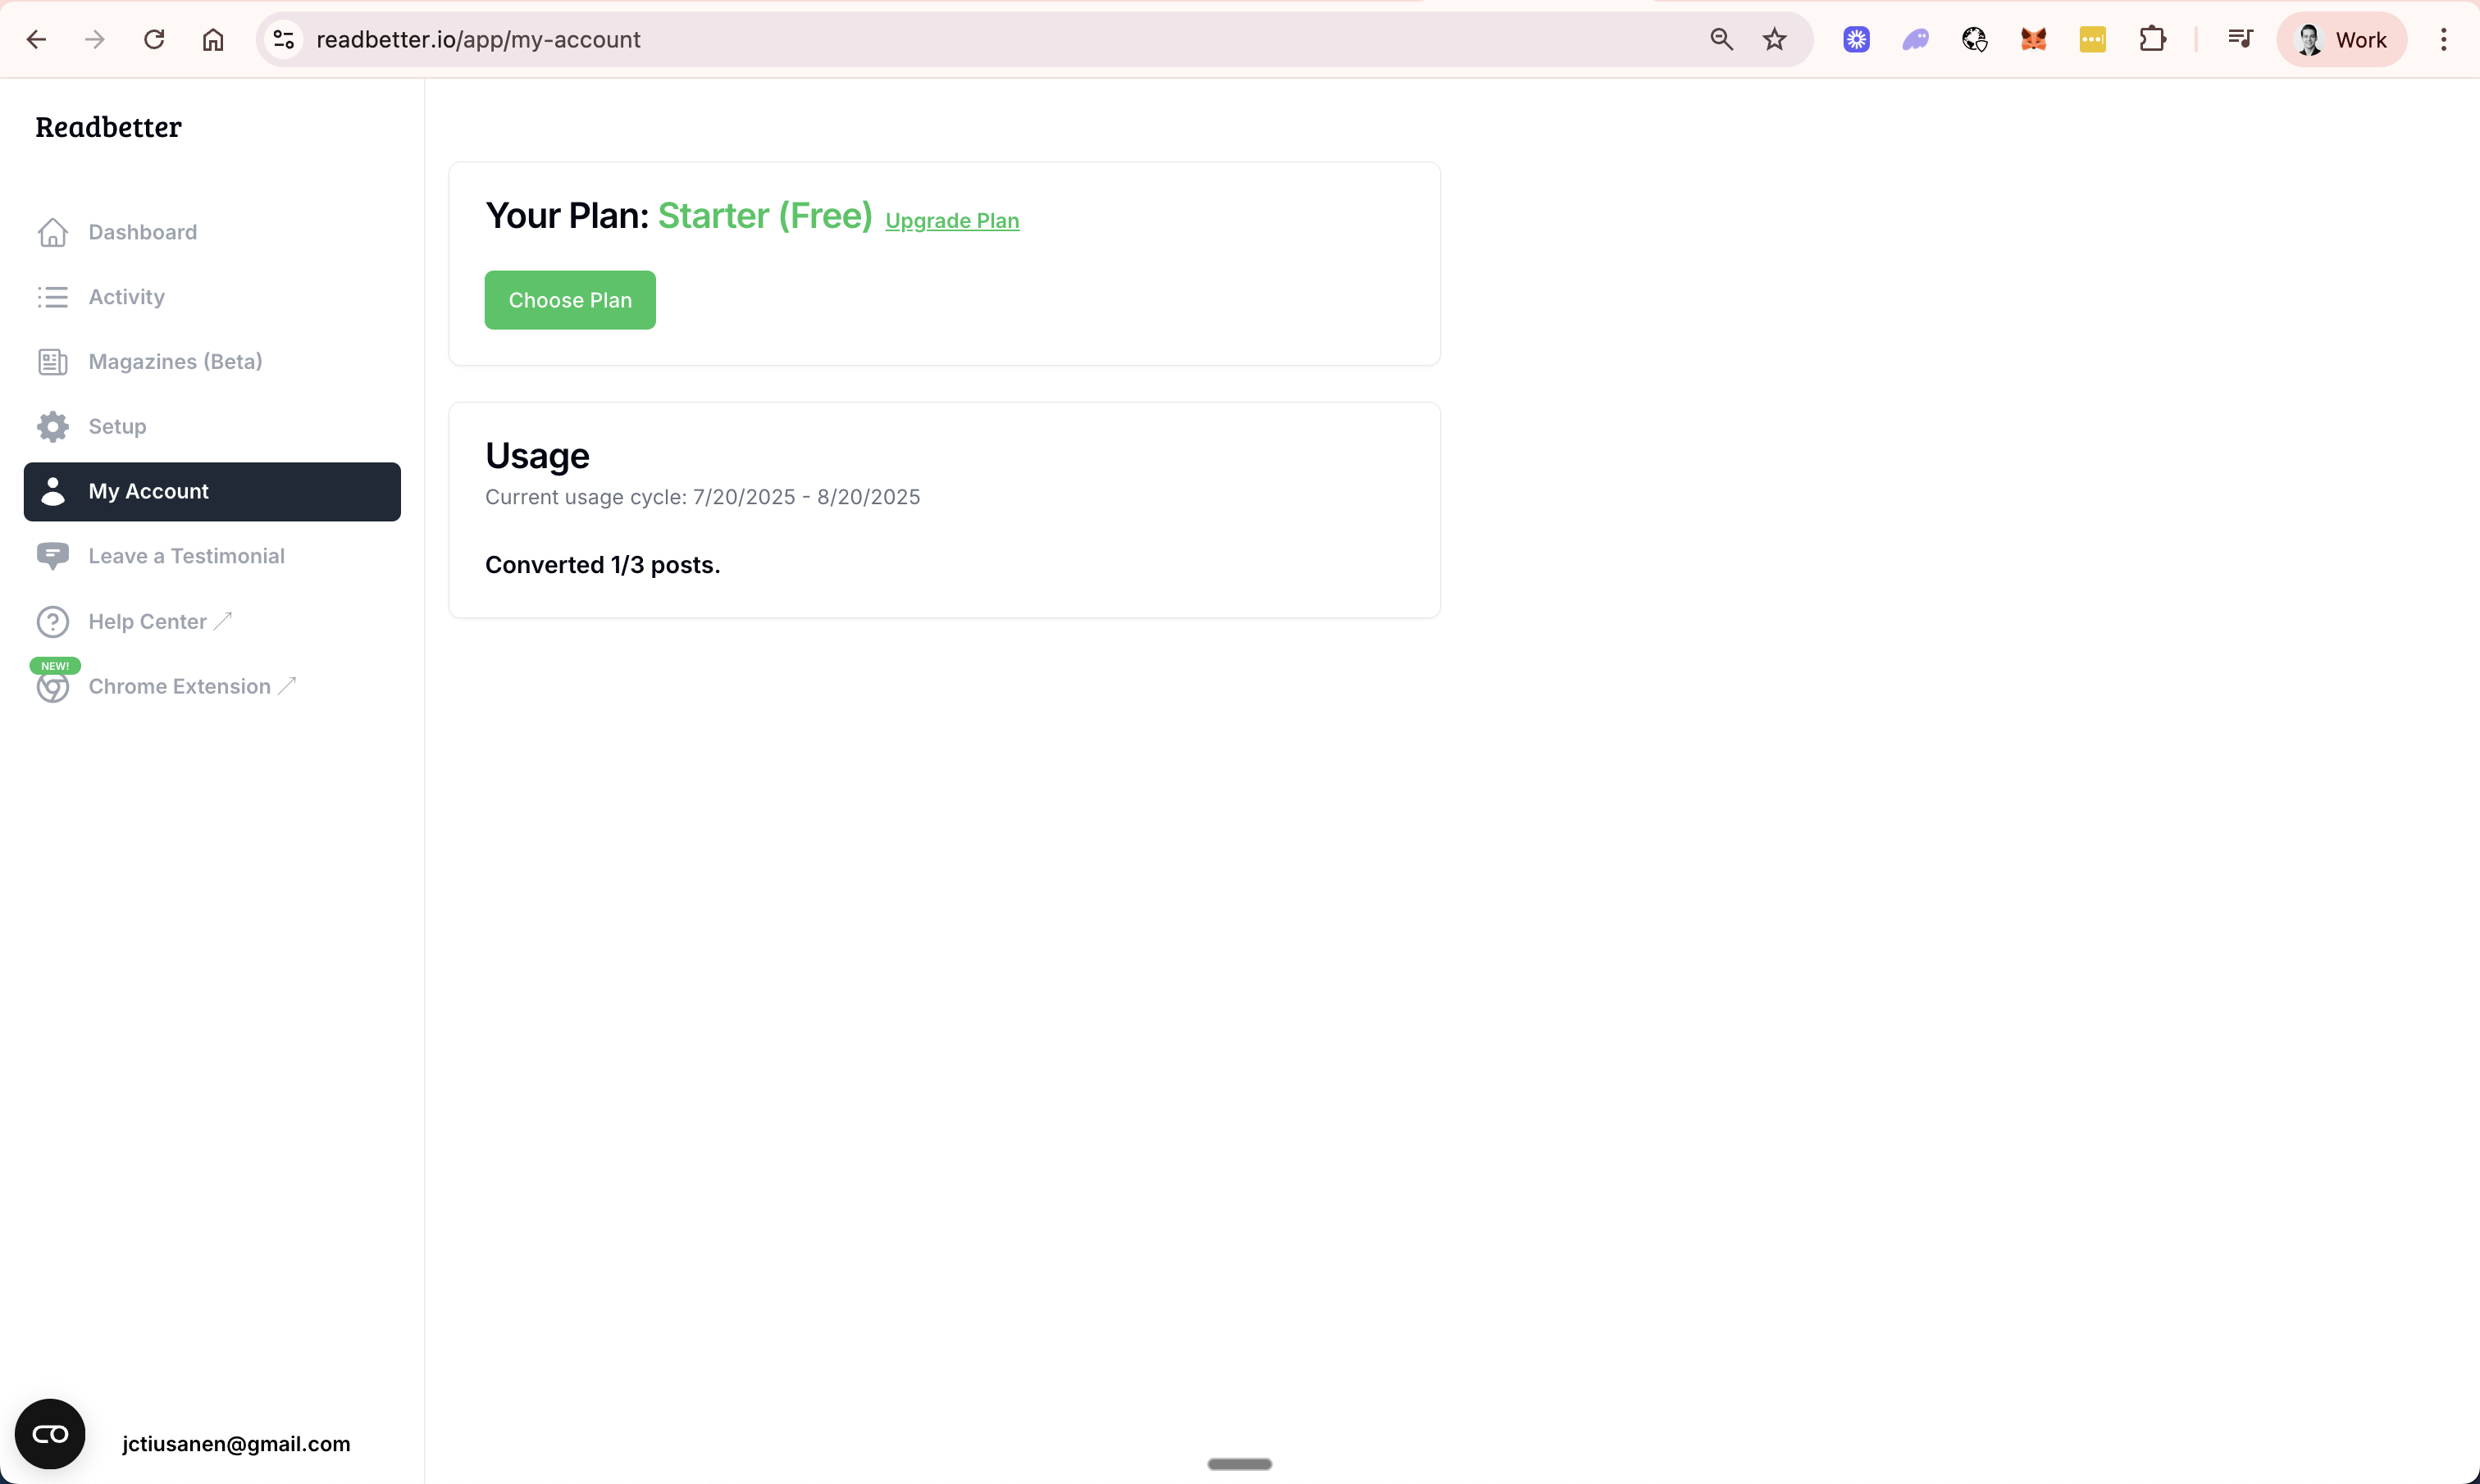 readbetter.io/app/my-account
Work
Readbetter
Dashboard
Activity
Magazines (Beta)
Setup
My Account
Leave a Testimonial
Help Center
NEW!
Chrome Extension
jctiusanen@gmail.com
Your Plan: Starter (Free) Upgrade Plan
Choose Plan
Usage
Current usage cycle: 7/20/2025 - 8/20/2025
Converted 1/3 posts.